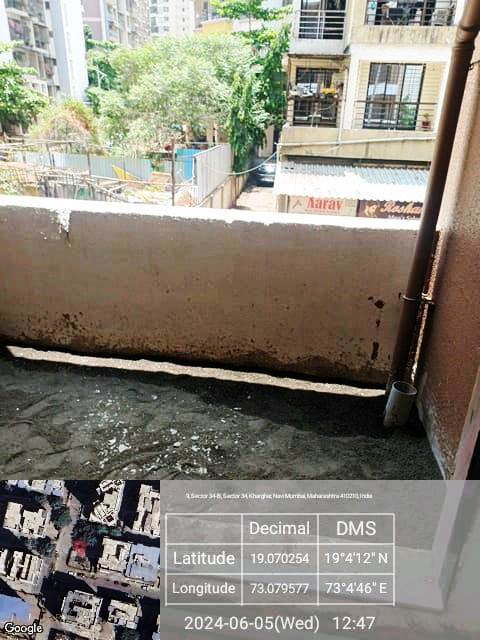 Aarav
9, Sector 34-B, Sector 34, Kharghar, Navi Mumbai, Maharashtra 410210, India
Decimal DMS
Latitude 19.070254 19°4'12" N
Longitude 73.079577 73°4'46" E
2024-06-05(Wed) 12:47
Google